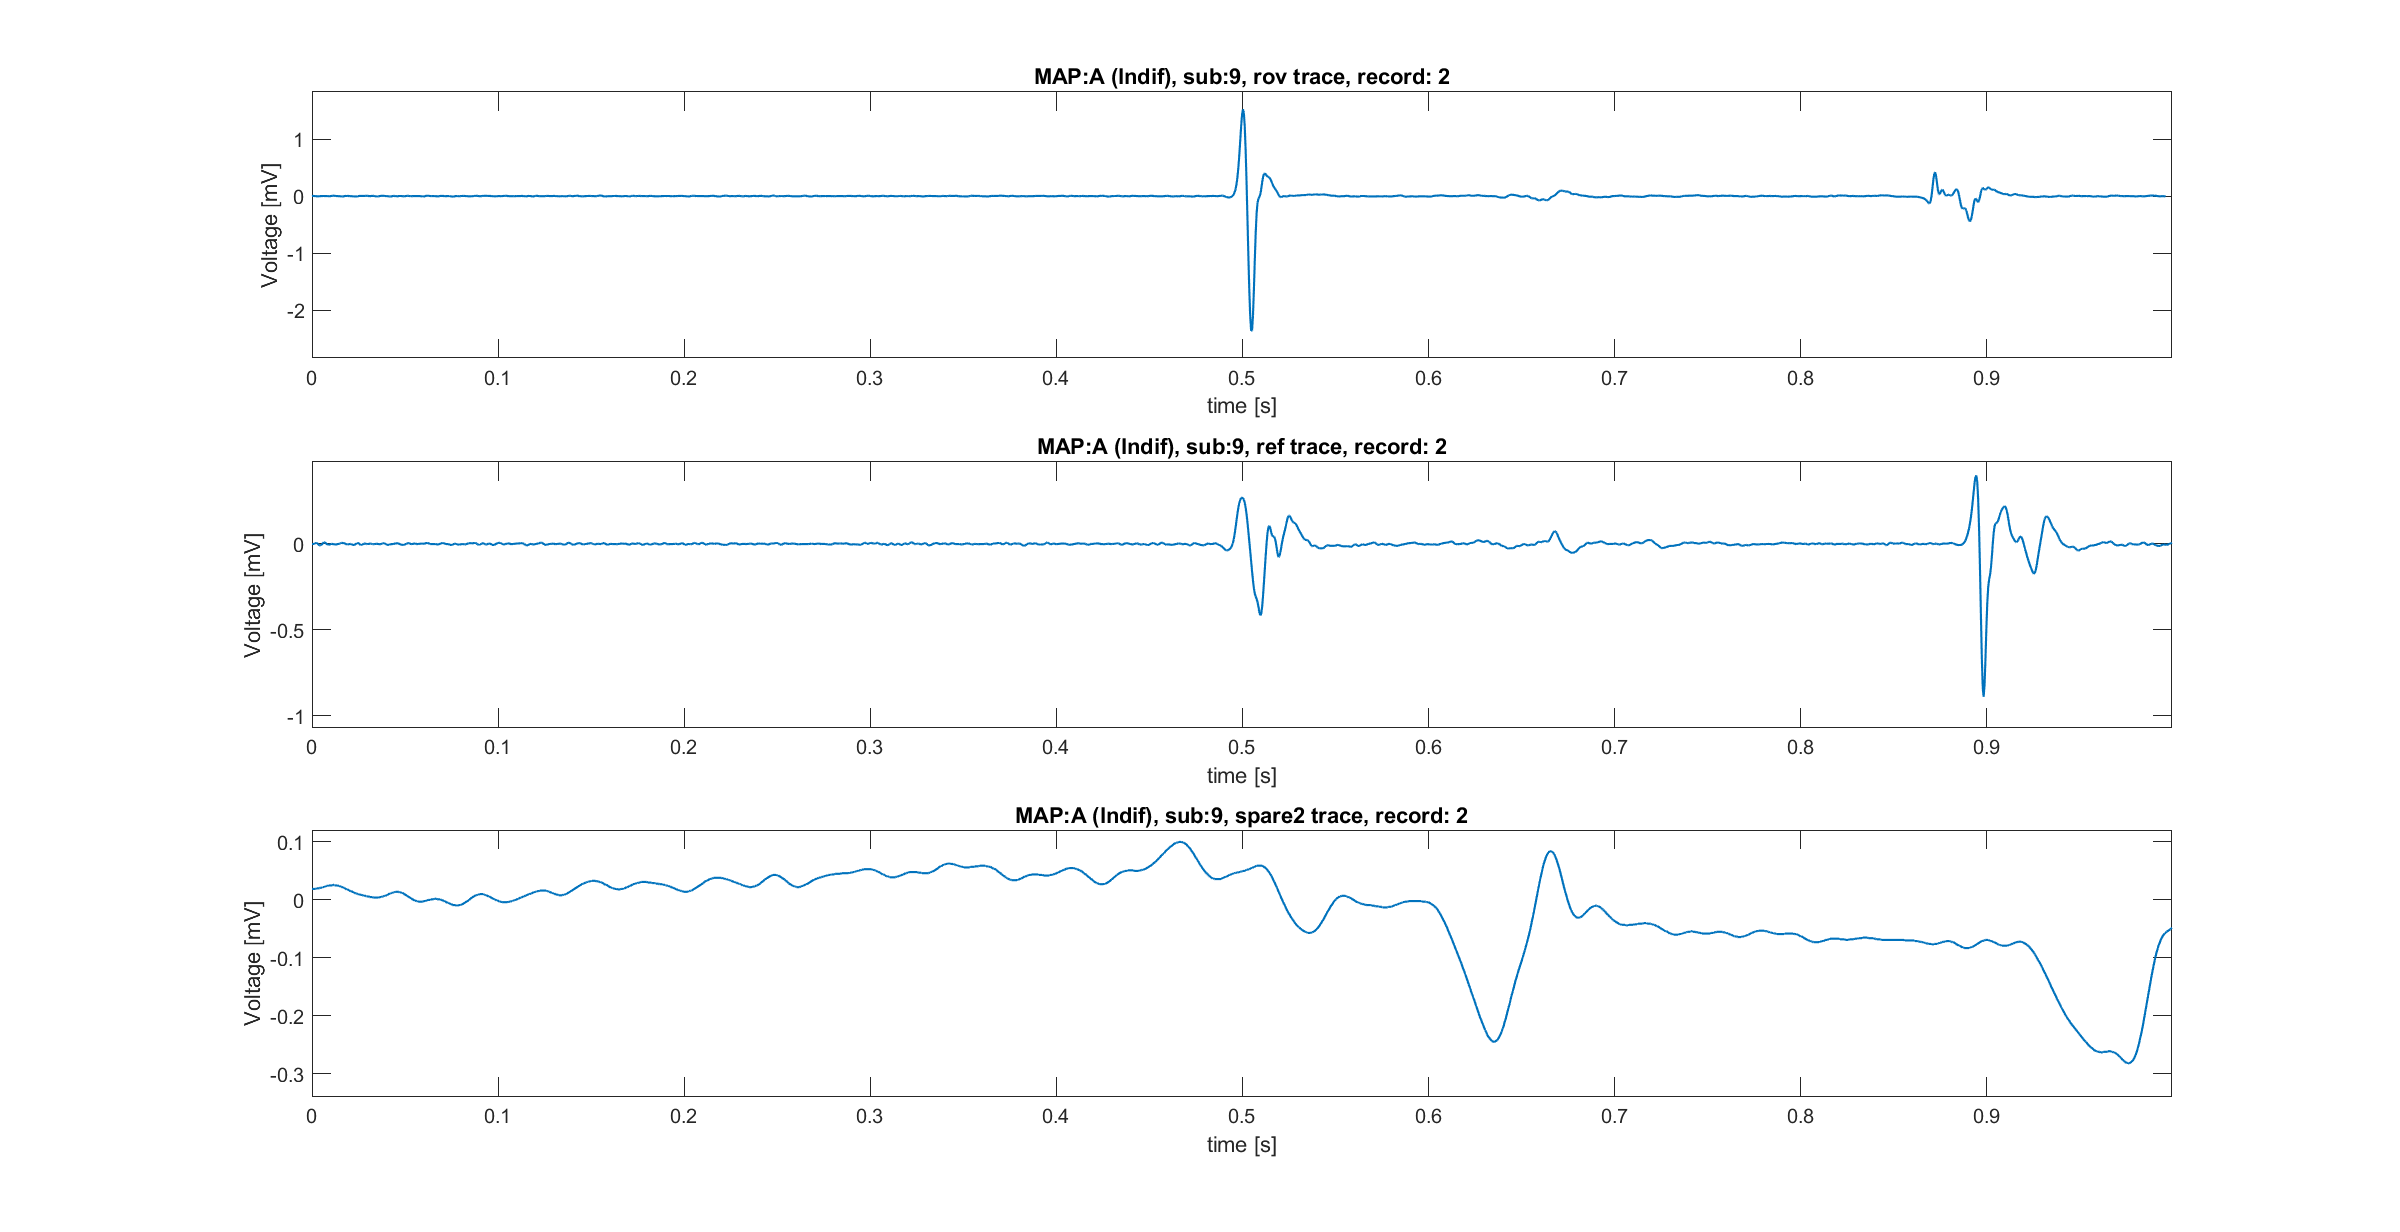 MAP:A (Indif), sub:9, rov trace, record: 2
Voltage [mV]
1
0
-1
-2
0 0.1 0.2 0.3 0.4 0.5 0.6 0.7 0.8 0.9
time [s]
MAP:A (Indif), sub:9, ref trace, record: 2
Voltage [mV]
0
-0.5
-1
0 0.1 0.2 0.3 0.4 0.5 0.6 0.7 0.8 0.9
time [s]
MAP:A (Indif), sub:9, spare2 trace, record: 2
Voltage [mV]
0.1
0
-0.1
-0.2
-0.3
0 0.1 0.2 0.3 0.4 0.5 0.6 0.7 0.8 0.9
time [s]